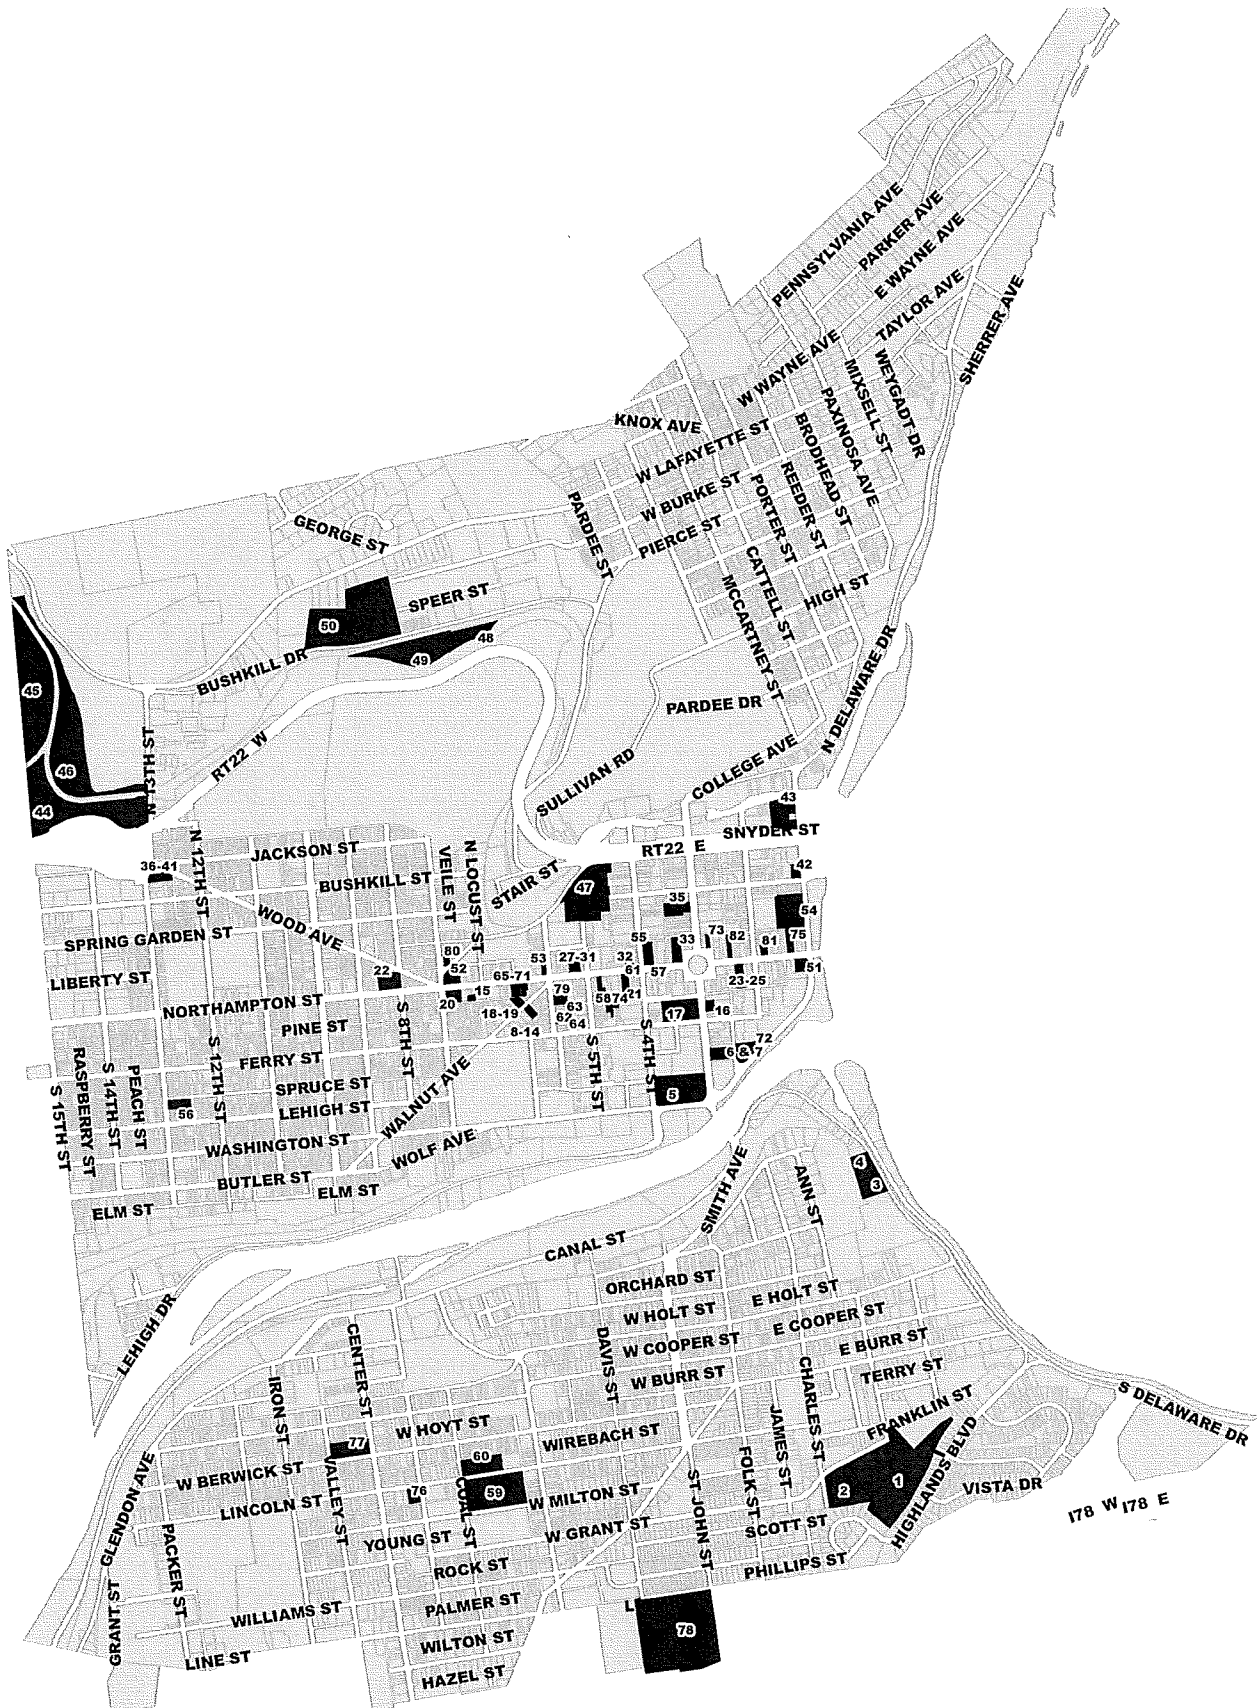 PENNSYLVANIA AVE
PARKER AVE
E WAYNE AVE
TAYLOR AVE
SHERRER AVE
W WAYNE AVE
WEYGADT DR
MIXSELL ST
PAXINOSA AVE
KNOX AVE
W LAFAYETTE ST
BRODHEAD ST
REEDER ST
W BURKE ST
PORTER ST
PARDEE ST
PIERCE ST
GEORGE ST
CATTELL ST
MCCARTNEY ST
HIGH ST
SPEER ST
50
48
49
BUSHKILL DR
N DELAWARE DR
45
PARDEE DR
RT22 W
N 13TH ST
46
44
SULLIVAN RD
COLLEGE AVE
43
SNYDER ST
RT22 E
N 12TH ST
JACKSON ST
VEILE ST
N LOCUST ST
36-41
BUSHKILL ST
STAIR ST
47
42
35
54
WOOD AVE
SPRING GARDEN ST
55
33
73
82
81
75
80
53
27-31
32
LIBERTY ST
22
52
65-71
61
57
51
23-25
NORTHAMPTON ST
20
15
79
58
74
21
18-19
63
62
64
17
16
8-14
PINE ST
S 8TH ST
S 5TH ST
S 4TH ST
FERRY ST
72
6 & 7
S 15TH ST
RASPBERRY ST
S 14TH ST
PEACH ST
S 12TH ST
SPRUCE ST
56
LEHIGH ST
WALNUT AVE
5
WASHINGTON ST
WOLF AVE
BUTLER ST
ELM ST
ELM ST
4
3
SMITH AVE
ANN ST
CANAL ST
ORCHARD ST
LEHIGH DR
W HOLT ST
E HOLT ST
E COOPER ST
W COOPER ST
E BURR ST
W BURR ST
TERRY ST
CENTER ST
DAVIS ST
CHARLES ST
IRON ST
FRANKLIN ST
S DELAWARE DR
W HOYT ST
WIREBACH ST
JAMES ST
FOLK ST
77
60
59
76
W BERWICK ST
VALLEY ST
COAL ST
LINCOLN ST
W MILTON ST
ST JOHN ST
1
2
HIGHLANDS BLVD
VISTA DR
I78 W I78 E
GLENDON AVE
PACKER ST
YOUNG ST
W GRANT ST
SCOTT ST
ROCK ST
PHILLIPS ST
GRANT ST
WILLIAMS ST
PALMER ST
L
78
WILTON ST
LINE ST
HAZEL ST